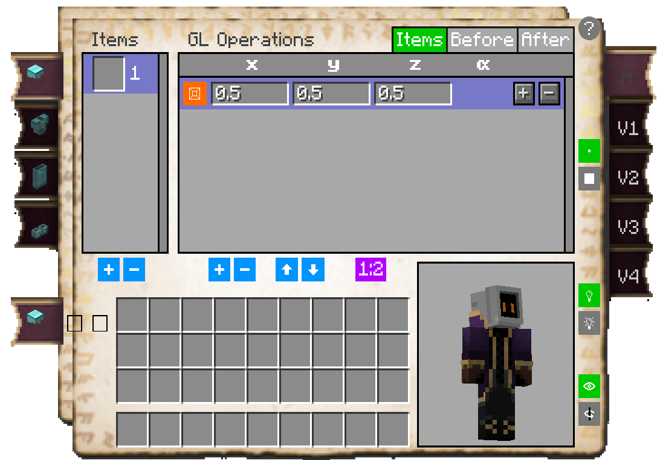 Items GL Operations Items Before After ?
x y z α
1 0.5 0.5 0.5 + -
V1
V2
V3
V4
+ - + - 1:2